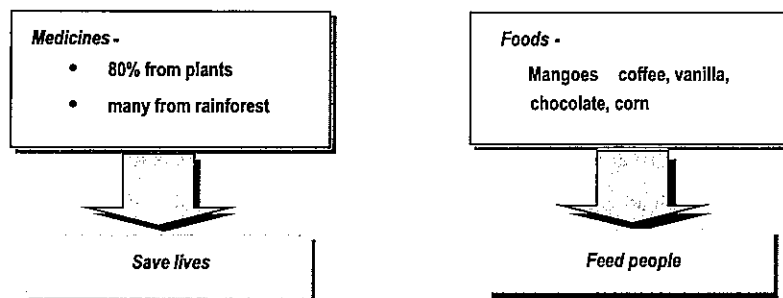 Medicines -
• 80% from plants
• many from rainforest
Save lives
Foods -
Mangoes coffee, vanilla,
chocolate, corn
Feed people